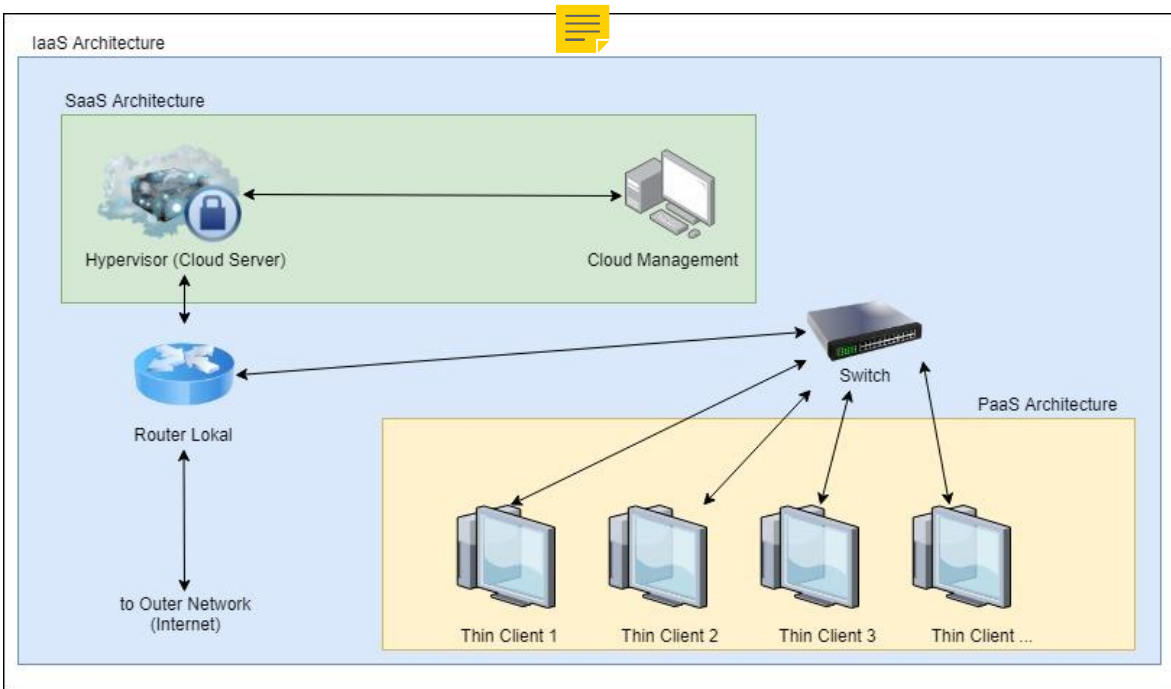 IaaS Architecture
SaaS Architecture
Hypervisor (Cloud Server)
Cloud Management
Switch
PaaS Architecture
Router Lokal
to Outer Network
(Internet)
Thin Client 1
Thin Client 2
Thin Client 3
Thin Client ...